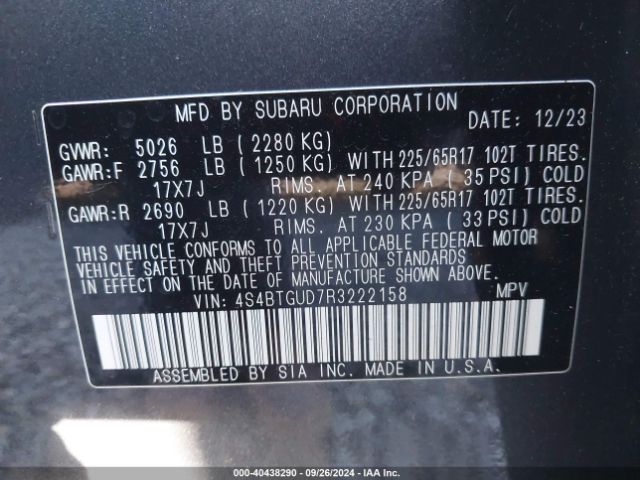 MFD BY SUBARU CORPORATION
DATE: 12/23
GVWR: 5026 LB ( 2280 KG)
GAWR:F 2756 LB ( 1250 KG) WITH 225/65R17 102T TIRES.
17X7J RIMS. AT 240 KPA ( 35 PSI) COLD
GAWR:R 2690 LB ( 1220 KG) WITH 225/65R17 102T TIRES.
17X7J RIMS. AT 230 KPA ( 33 PSI) COLD
THIS VEHICLE CONFORMS TO ALL APPLICABLE FEDERAL MOTOR
VEHICLE SAFETY AND THEFT PREVENTION STANDARDS
IN EFFECT ON THE DATE OF MANUFACTURE SHOWN ABOVE.
VIN: 4S4BTGUD7R3222158 MPV
ASSEMBLED BY SIA INC. MADE IN U.S.A.
000-40438290 - 09/26/2024 - IAAI.COM